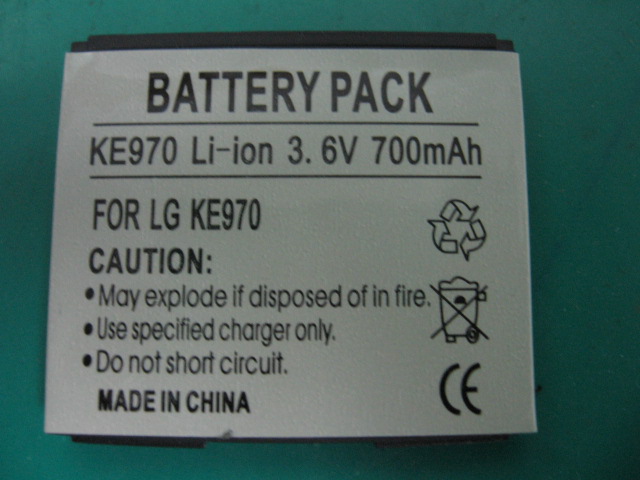 BATTERY PACK
KE970 Li-ion 3.6V 700mAh
FOR LG KE970
CAUTION:
•May explode if disposed of in fire.
•Use specified charger only.
•Do not short circuit.
MADE IN CHINA
CE